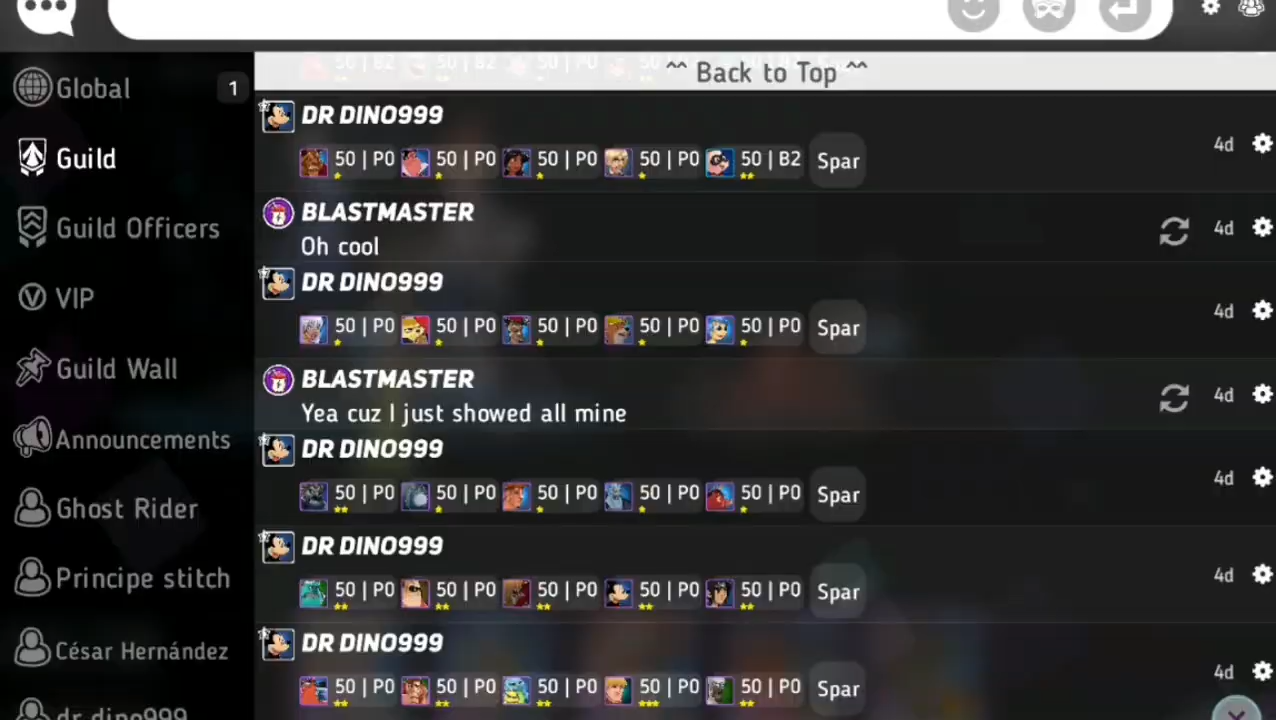 ^^ Back to Top ^^
Global 1
Guild
Guild Officers
VIP
Guild Wall
Announcements
Ghost Rider
Principe stitch
César Hernández
dr dino999
DR DINO999
4d
50 | P0 50 | P0 50 | P0 50 | P0 50 | B2 Spar
BLASTMASTER
4d
Oh cool
DR DINO999
4d
50 | P0 50 | P0 50 | P0 50 | P0 50 | P0 Spar
BLASTMASTER
4d
Yea cuz I just showed all mine
DR DINO999
4d
50 | P0 50 | P0 50 | P0 50 | P0 50 | P0 Spar
DR DINO999
4d
50 | P0 50 | P0 50 | P0 50 | P0 50 | P0 Spar
DR DINO999
4d
50 | P0 50 | P0 50 | P0 50 | P0 50 | P0 Spar